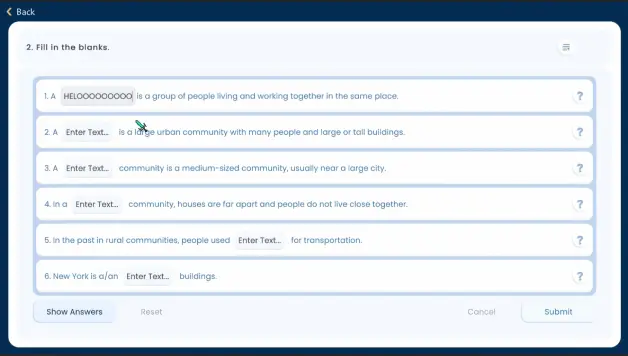 Back
2. Fill in the blanks.
1. A HELOOOOOOOOO is a group of people living and working together in the same place. ?
2. A Enter Text... is a large urban community with many people and large or tall buildings. ?
3. A Enter Text... community is a medium-sized community, usually near a large city. ?
4. In a Enter Text... community, houses are far apart and people do not live close together. ?
5. In the past in rural communities, people used Enter Text... for transportation. ?
6. New York is a/an Enter Text... buildings. ?
Show Answers Reset Cancel Submit